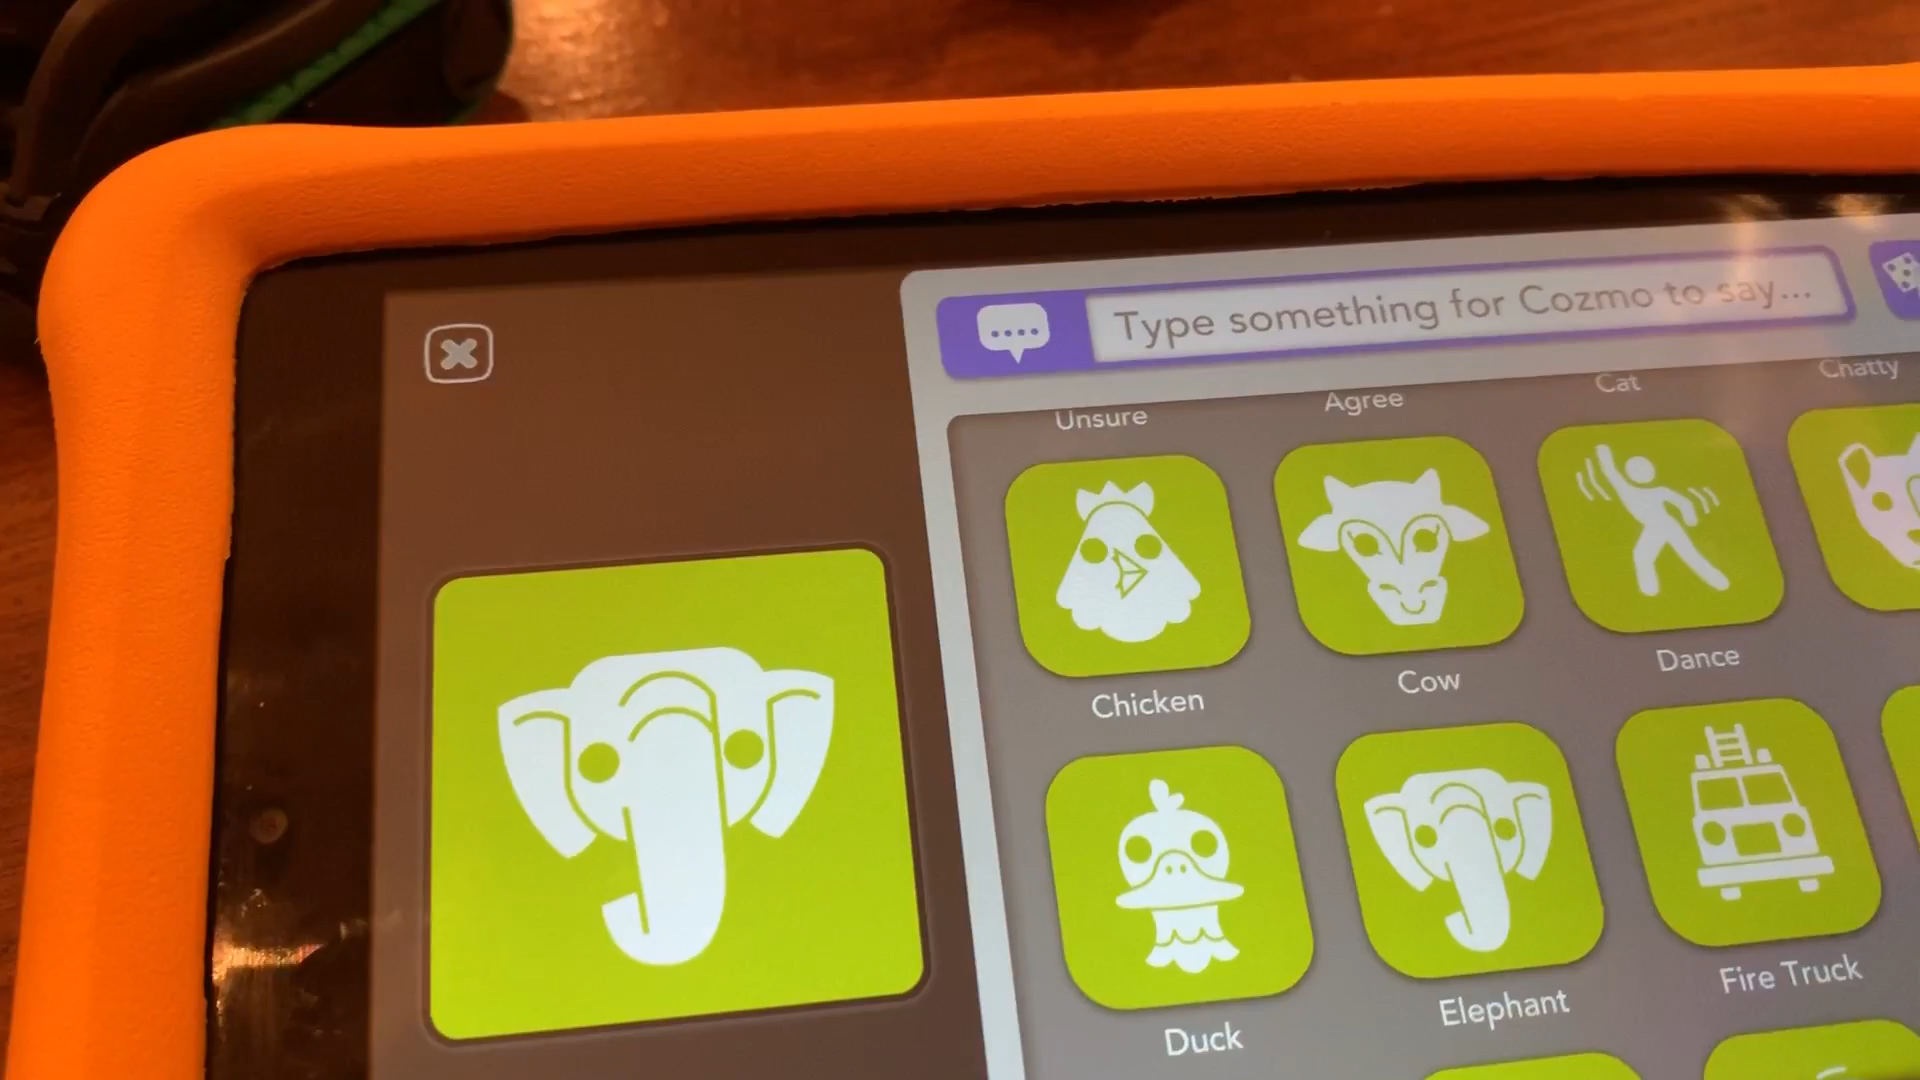 Type something for Cozmo to say...
Unsure
Agree
Cat
Chatty
Chicken
Cow
Dance
Duck
Elephant
Fire Truck